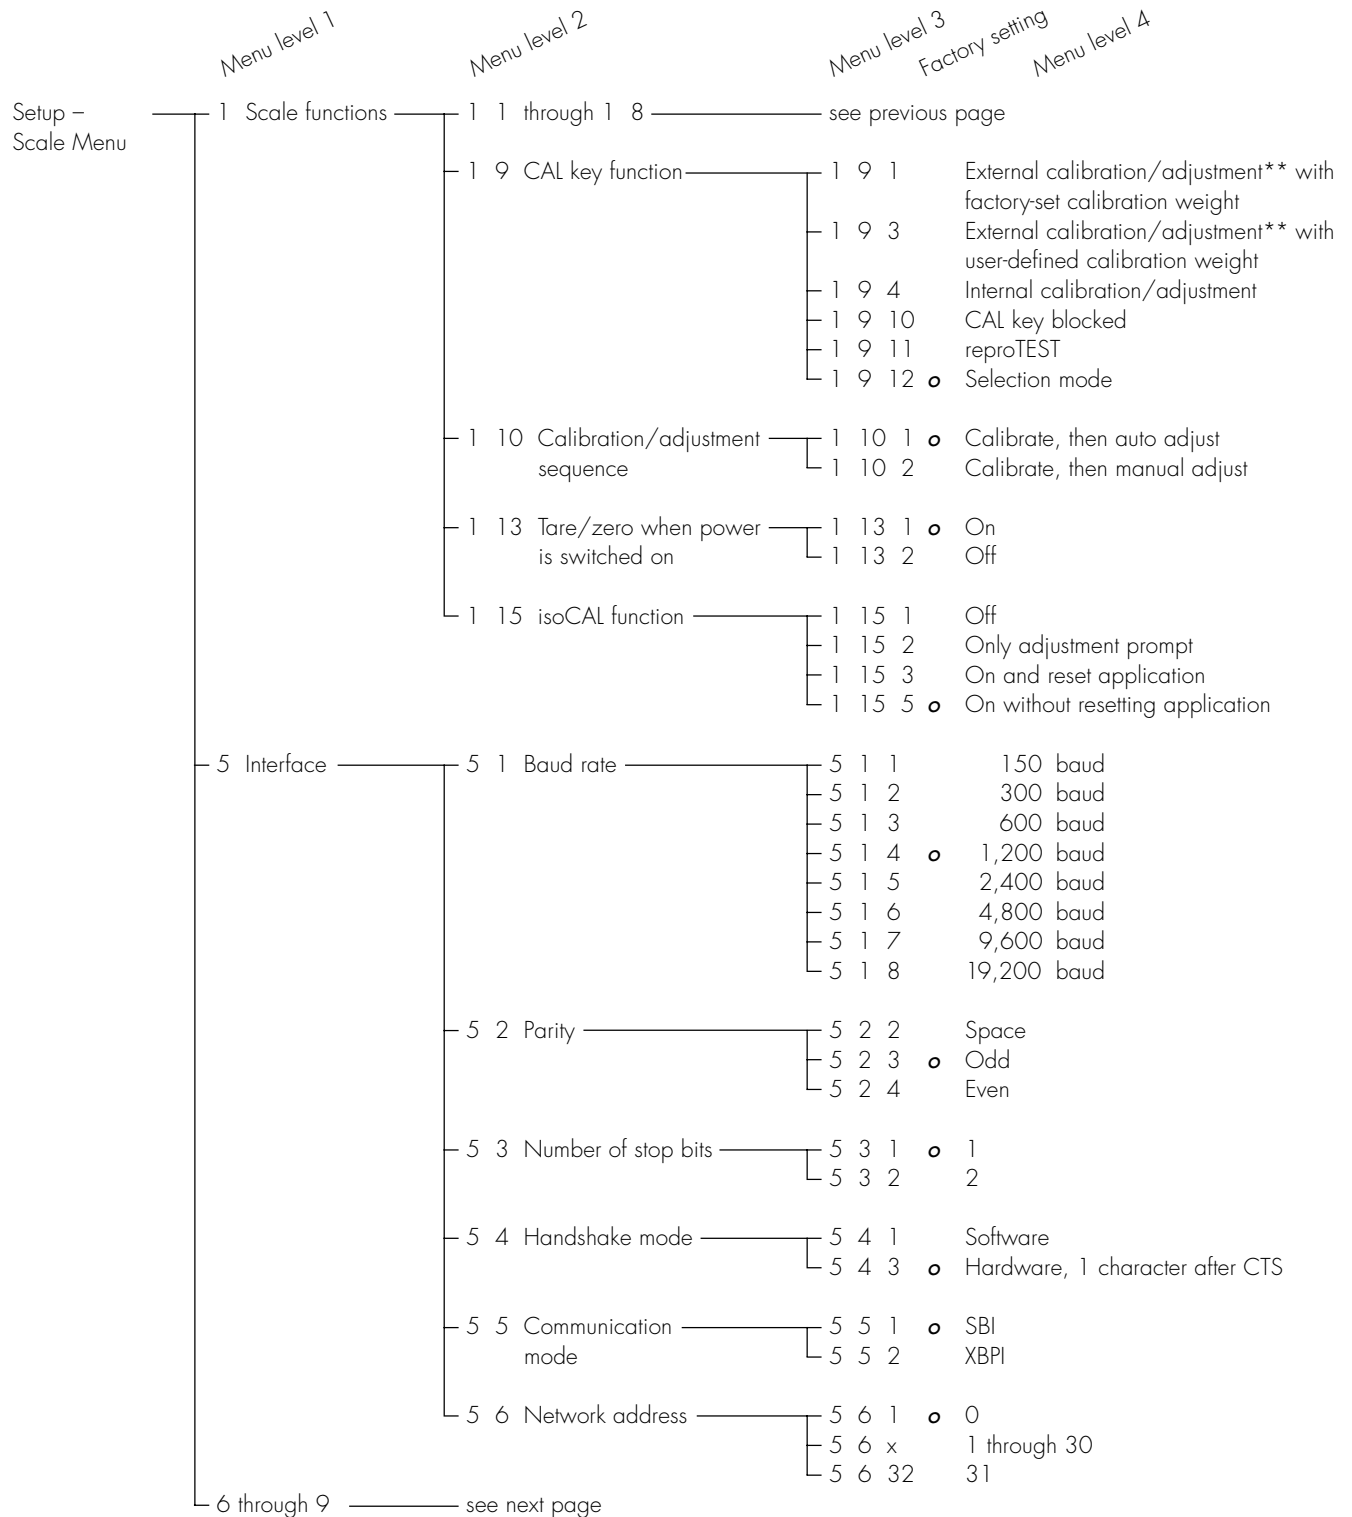 Menu level 1 Menu level 2 Menu level 3 Factory setting Menu level 4
Setup – 1 Scale functions 1 1 through 1 8 see previous page
Scale Menu
1 9 CAL key function 1 9 1 External calibration/adjustment** with
factory-set calibration weight
1 9 3 External calibration/adjustment** with
user-defined calibration weight
1 9 4 Internal calibration/adjustment
1 9 10 CAL key blocked
1 9 11 reproTEST
1 9 12 o Selection mode
1 10 Calibration/adjustment 1 10 1 o Calibrate, then auto adjust
sequence 1 10 2 Calibrate, then manual adjust
1 13 Tare/zero when power 1 13 1 o On
is switched on 1 13 2 Off
1 15 isoCAL function 1 15 1 Off
1 15 2 Only adjustment prompt
1 15 3 On and reset application
1 15 5 o On without resetting application
5 Interface 5 1 Baud rate 5 1 1 150 baud
5 1 2 300 baud
5 1 3 600 baud
5 1 4 o 1,200 baud
5 1 5 2,400 baud
5 1 6 4,800 baud
5 1 7 9,600 baud
5 1 8 19,200 baud
5 2 Parity 5 2 2 Space
5 2 3 o Odd
5 2 4 Even
5 3 Number of stop bits 5 3 1 o 1
5 3 2 2
5 4 Handshake mode 5 4 1 Software
5 4 3 o Hardware, 1 character after CTS
5 5 Communication 5 5 1 o SBI
mode 5 5 2 XBPI
5 6 Network address 5 6 1 o 0
5 6 x 1 through 30
5 6 32 31
6 through 9 see next page